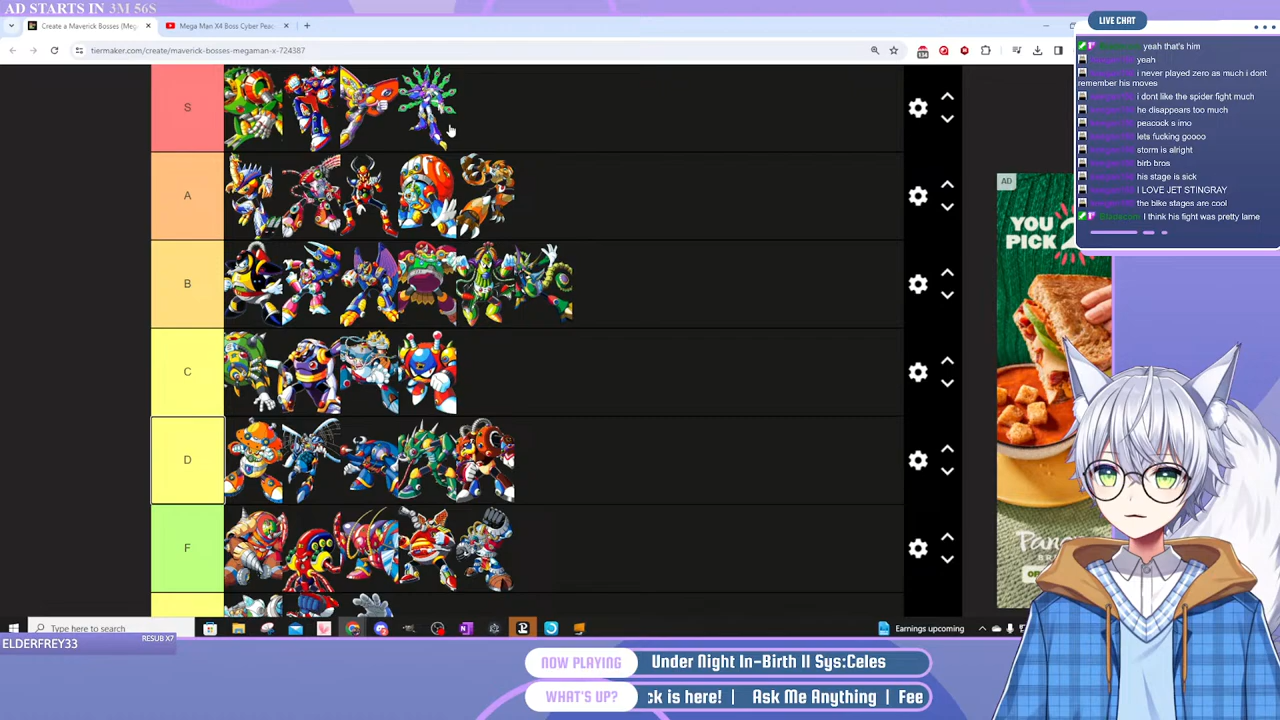 AD STARTS IN 3M 56S
Create a Maverick Bosses (Meg
Mega Man X4 Boss Cyber Peac
tiermaker.com/create/maverick-bosses-megaman-x-724387
134
LIVE CHAT
yeah that's him
yeah
i never played zero as much i dont
remember his moves
i dont like the spider fight much
he disappears too much
peacock s imo
lets fucking goooo
storm is alright
birb bros
his stage is sick
I LOVE JET STINGRAY
the bike stages are cool
I think his fight was pretty lame
S
A
B
C
D
F
AD
YOU
PICK 2
Type here to search
Earnings upcoming
ELDERFREY33
RESUB X7
NOW PLAYING
Under Night In-Birth II Sys:Celes
WHAT'S UP?
ck is here! | Ask Me Anything | Fee